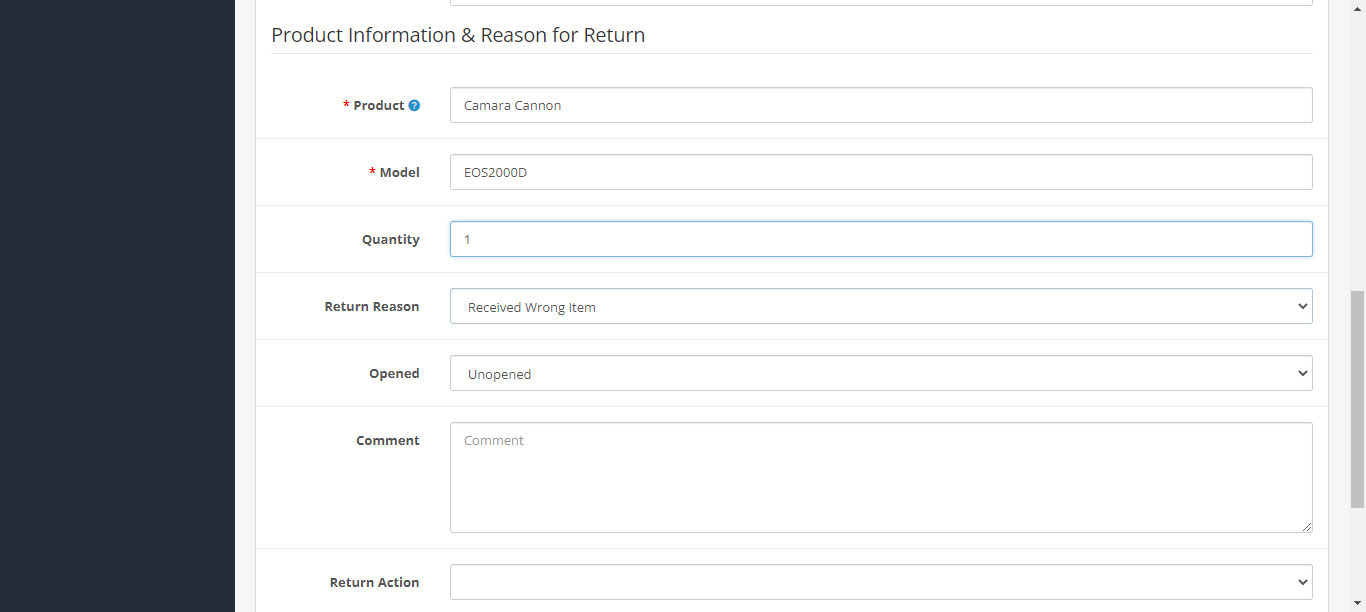 Product Information & Reason for Return
* Product ?
Camara Cannon
* Model
EOS2000D
Quantity
1
Return Reason
Received Wrong Item
Opened
Unopened
Comment
Comment
Return Action